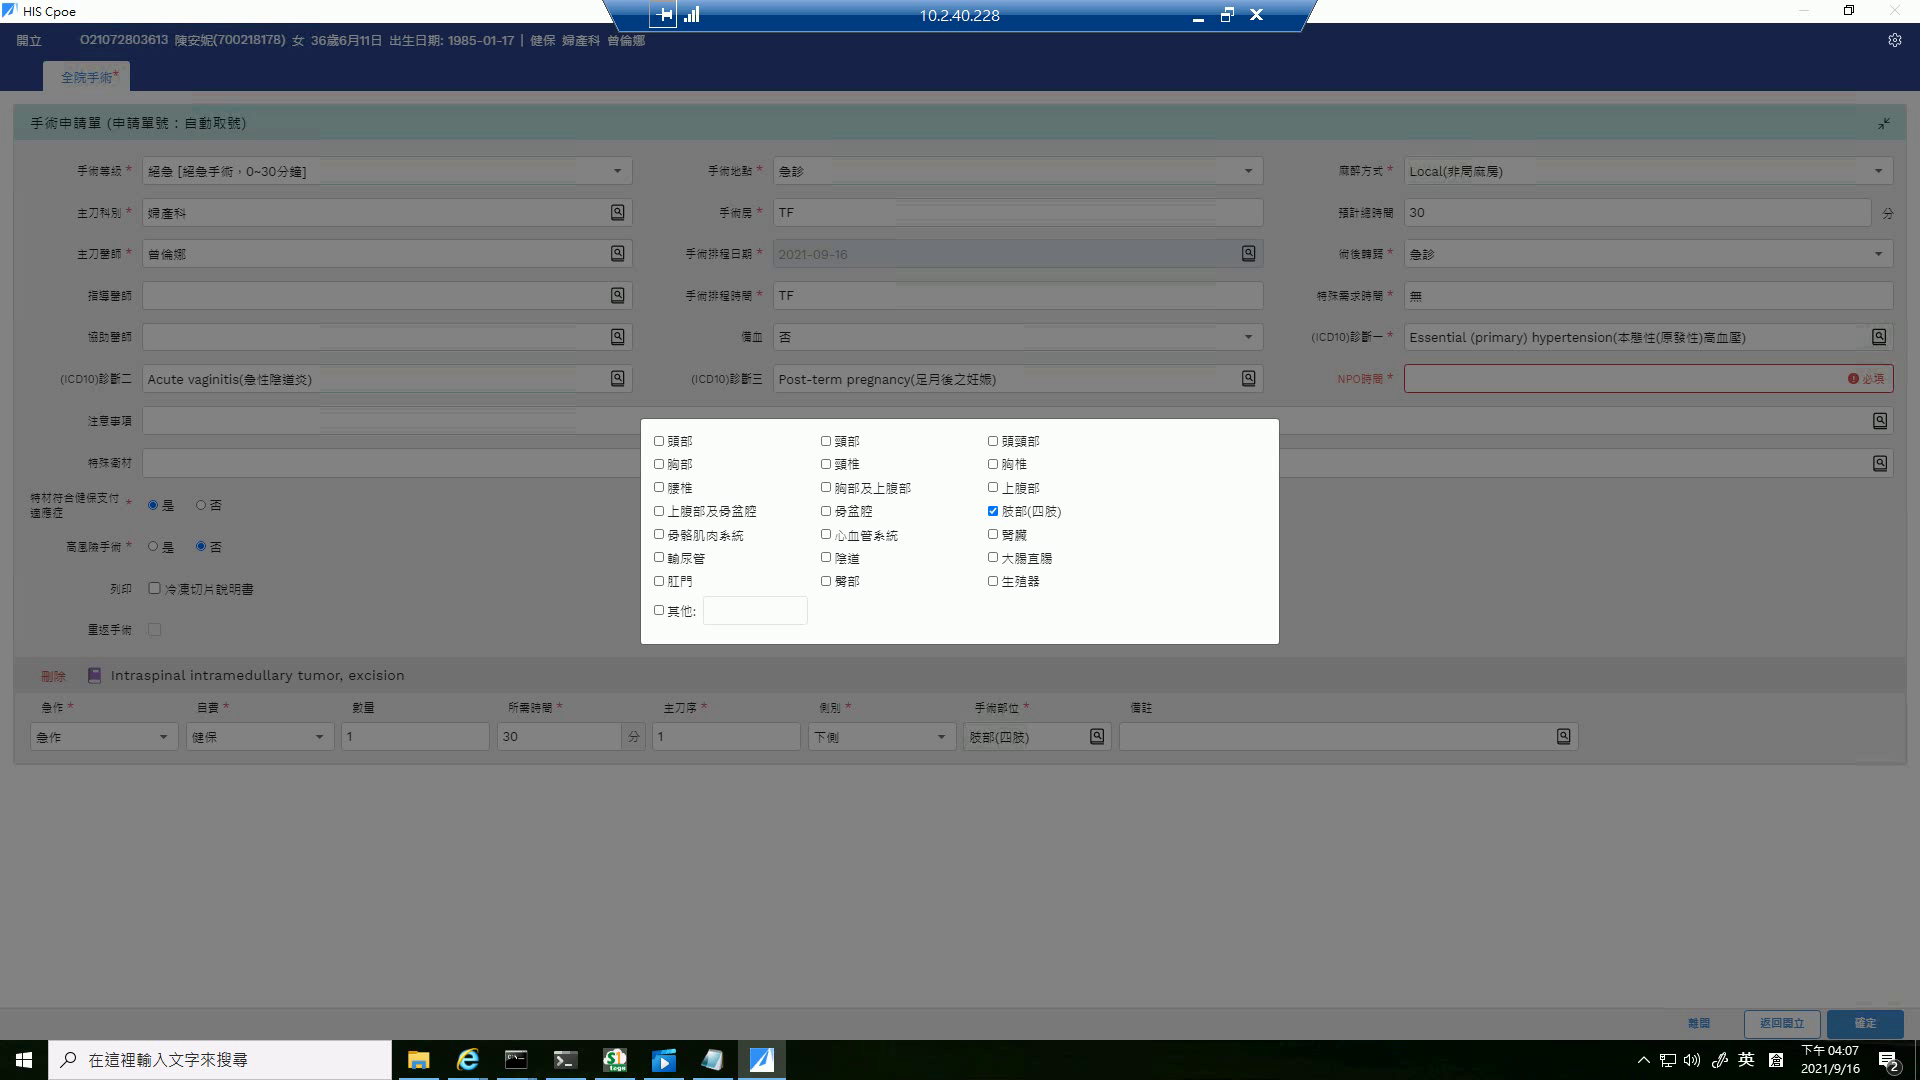 HIS Cpoe
10.2.40.228
開立 O21072803613 陳安妮(700218178) 女 36歲6月11日 出生日期: 1985-01-17 | 健保 婦產科 曾倫娜
全院手術*
手術申請單 (申請單號：自動取號)
手術等級 * 絕急 [絕急手術，0~30分鐘] 手術地點 * 急診 麻醉方式 * Local(非局麻房)
主刀科別 * 婦產科 手術房 * TF 預計總時間 30 分
主刀醫師 * 曾倫娜 手術排程日期 * 2021-09-16 術後轉歸 * 急診
指導醫師 手術排程時間 * TF 特殊需求時間 * 無
協助醫師 備血 否 (ICD10)診斷一 * Essential (primary) hypertension(本態性(原發性)高血壓)
(ICD10)診斷二 Acute vaginitis(急性陰道炎) (ICD10)診斷三 Post-term pregnancy(足月後之妊娠) NPO時間 * 必填
注意事項
特殊衛材
特材符合健保支付適應症 * 是 否
高風險手術 * 是 否
列印 冷凍切片說明書
重返手術
頭部 頸部 頭頸部
胸部 頸椎 胸椎
腰椎 胸部及上腹部 上腹部
上腹部及骨盆腔 骨盆腔 肢部(四肢)
骨骼肌肉系統 心血管系統 腎臟
輸尿管 陰道 大腸直腸
肛門 臀部 生殖器
其他:
刪除 Intraspinal intramedullary tumor, excision
急作 * 自費 * 數量 所需時間 * 主刀序 * 側別 * 手術部位 * 備註
急作 健保 1 30 分 1 下側 肢部(四肢)
離開 返回開立 確定
在這裡輸入文字來搜尋
英
下午 04:07
2021/9/16
2